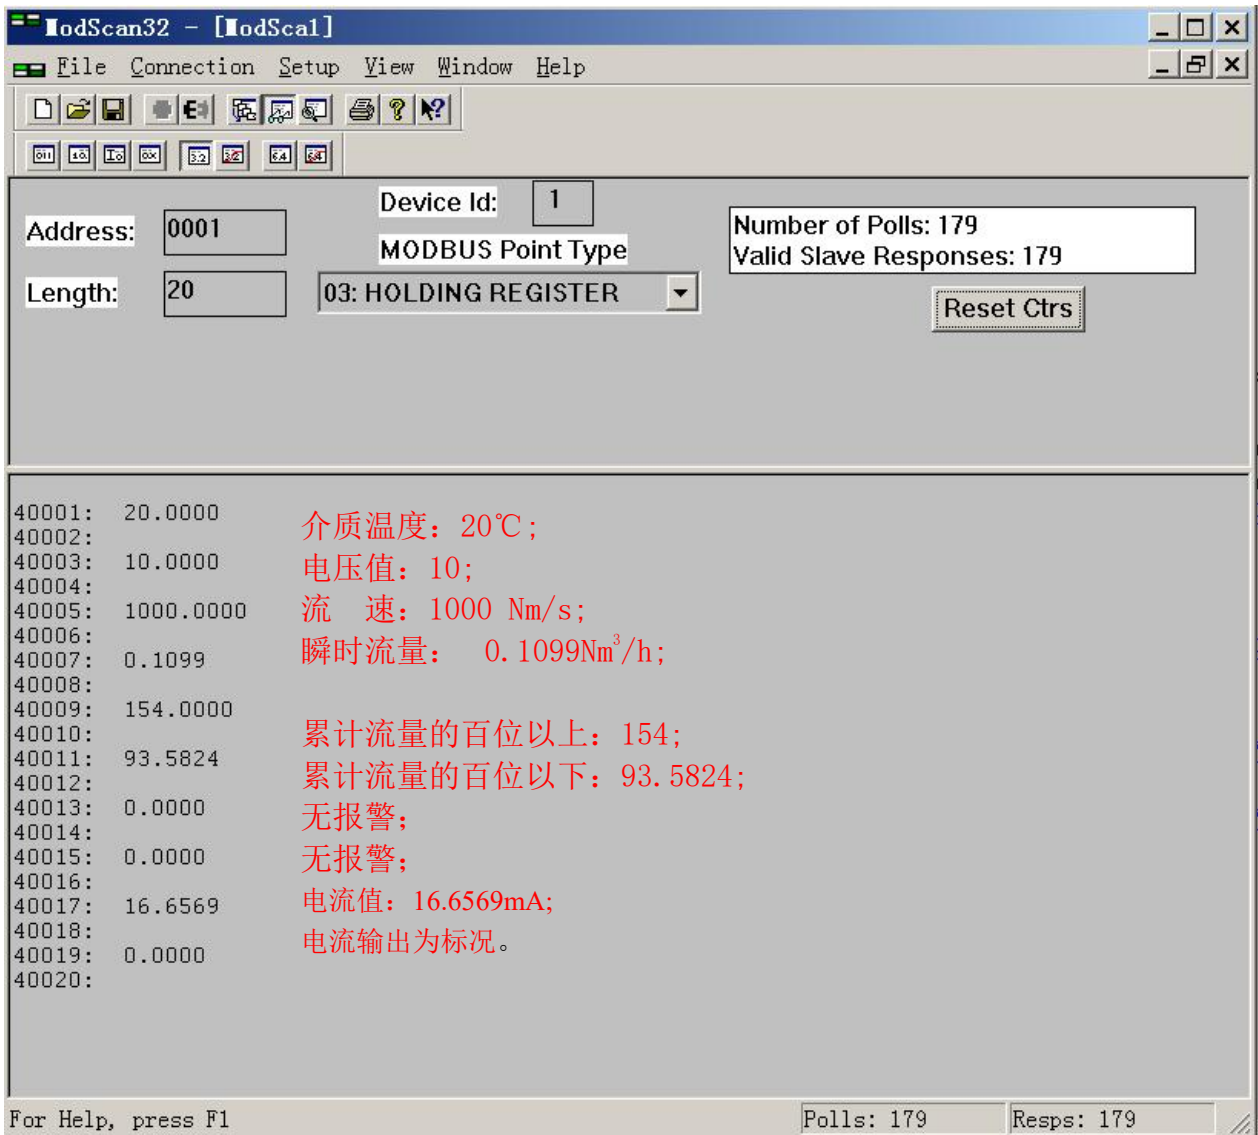 ModScan32 - [ModSca1]
File Connection Setup View Window Help
Device Id: 1
Address: 0001
MODBUS Point Type
Length: 20
03: HOLDING REGISTER
Number of Polls: 179
Valid Slave Responses: 179
Reset Ctrs
40001: 20.0000
40002:
40003: 10.0000
40004:
40005: 1000.0000
40006:
40007: 0.1099
40008:
40009: 154.0000
40010:
40011: 93.5824
40012:
40013: 0.0000
40014:
40015: 0.0000
40016:
40017: 16.6569
40018:
40019: 0.0000
40020:
介质温度：20℃;
电压值：10;
流 速：1000 Nm/s;
瞬时流量： 0.1099Nm³/h;
累计流量的百位以上：154;
累计流量的百位以下：93.5824;
无报警;
无报警;
电流值：16.6569mA;
电流输出为标况。
For Help, press F1
Polls: 179
Resps: 179